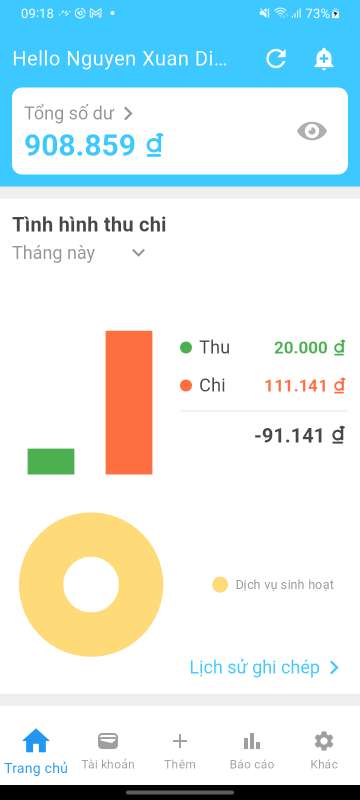 09:18
73%
Hello Nguyen Xuan Di...
Tổng số dư
908.859 ₫
Tình hình thu chi
Tháng này
Thu 20.000 ₫
Chi 111.141 ₫
-91.141 ₫
Dịch vụ sinh hoạt
Lịch sử ghi chép
Trang chủ Tài khoản Thêm Báo cáo Khác